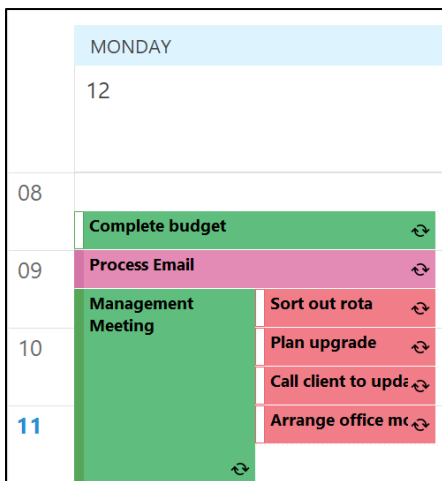 MONDAY
12
08
Complete budget
09
Process Email
Management
Meeting
Sort out rota
10
Plan upgrade
Call client to upda
11
Arrange office mo